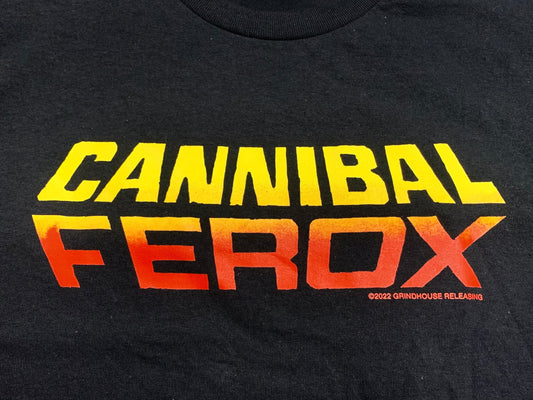 CANNIBAL
FEROX
©2022 GRINDHOUSE RELEASING